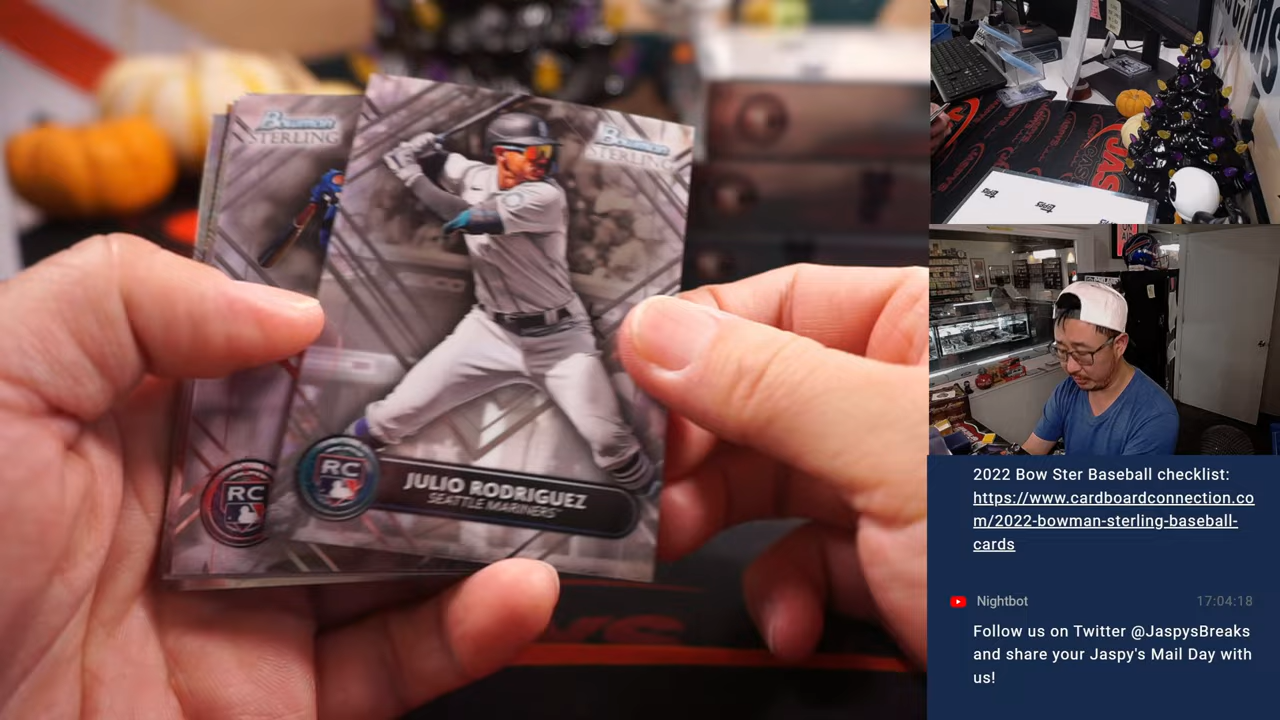 Bowman
STERLING
Bowman
STERLING
RC
JULIO RODRIGUEZ
SEATTLE MARINERS
RC
JASPYS
2022 Bow Ster Baseball checklist:
https://www.cardboardconnection.co
m/2022-bowman-sterling-baseball-
cards
Nightbot
17:04:18
Follow us on Twitter @JaspysBreaks
and share your Jaspy's Mail Day with
us!